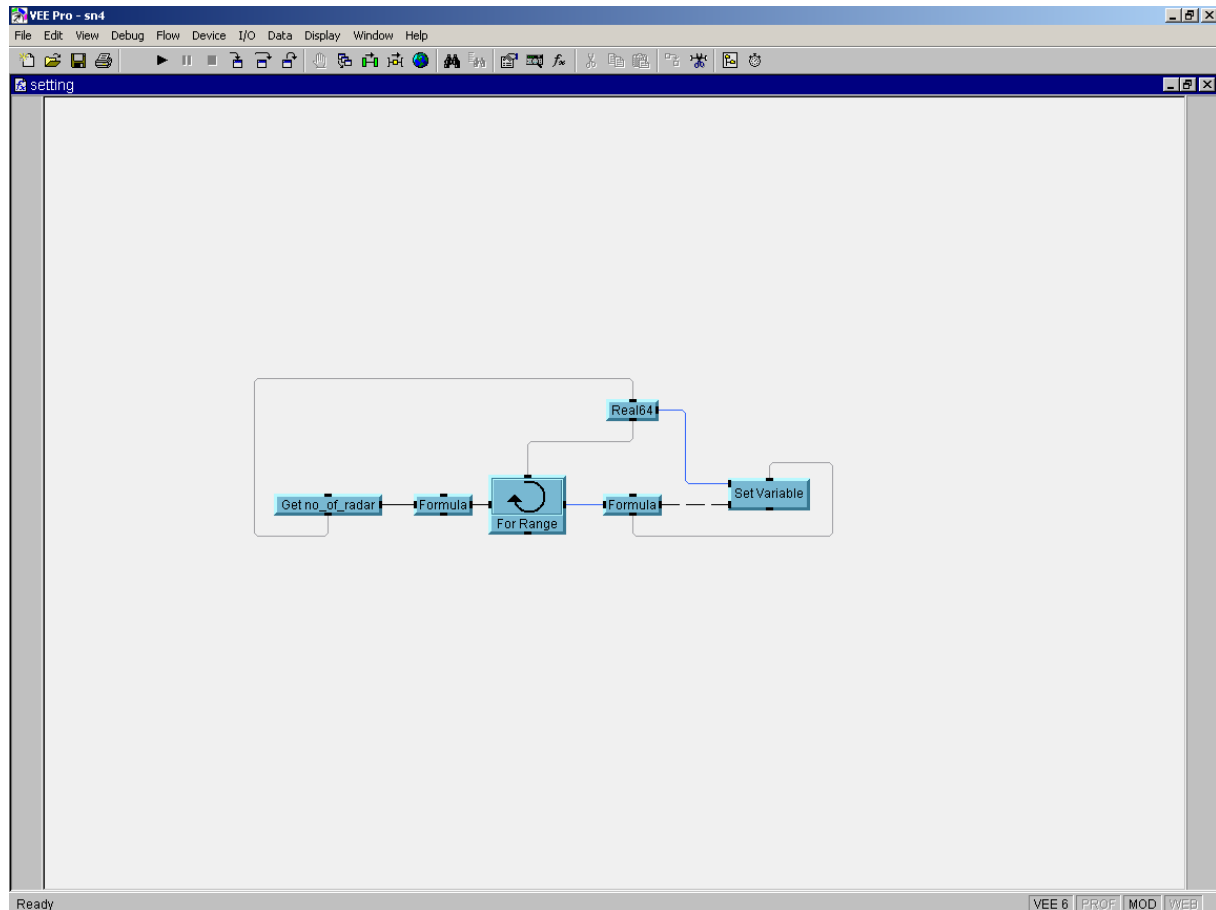 VEE Pro - sn4
File Edit View Debug Flow Device I/O Data Display Window Help
setting
Real64
Get no_of_radar Formula For Range Formula Set Variable
Ready VEE 6 PROF MOD WEB